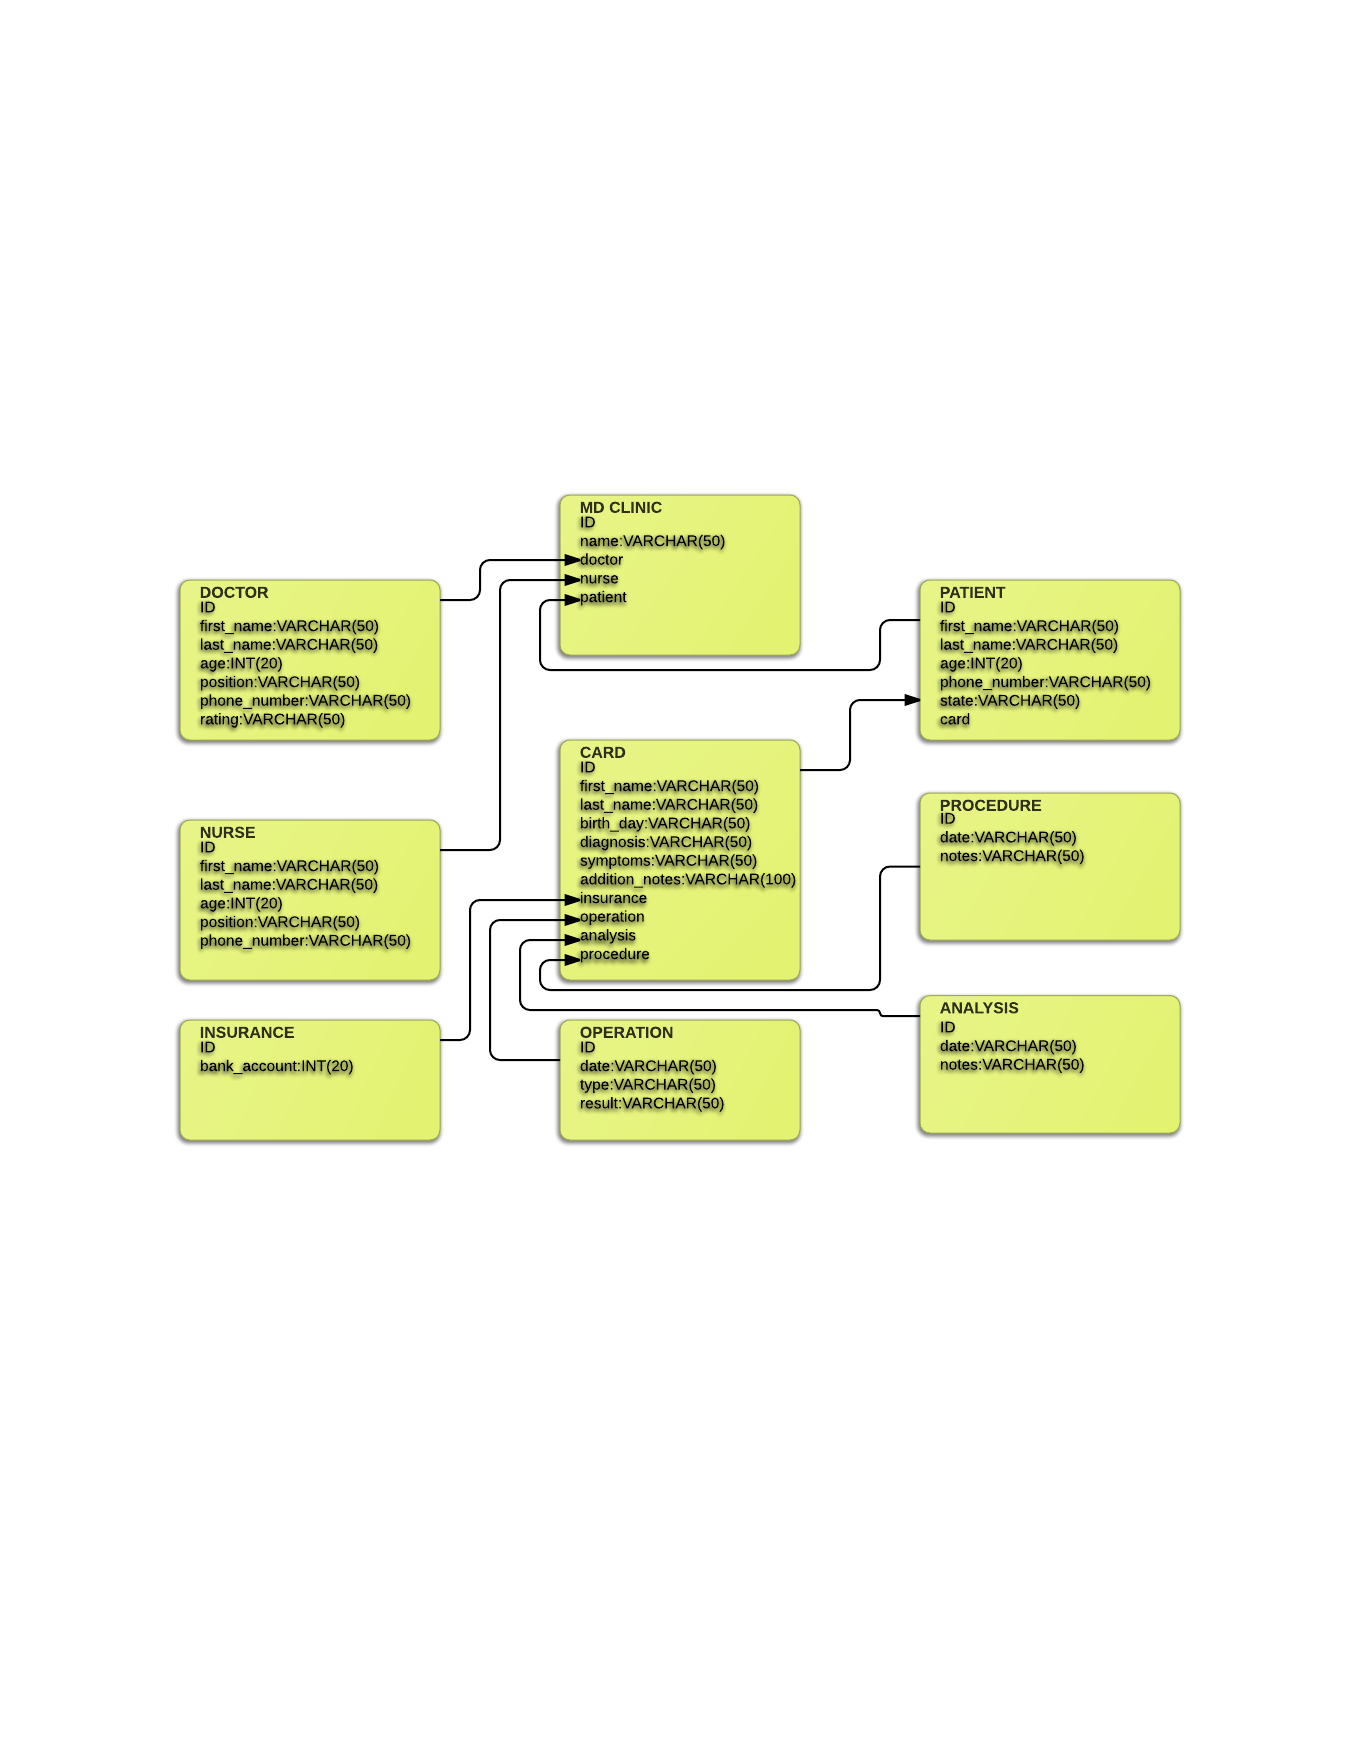 MD CLINIC
ID
name:VARCHAR(50)
doctor
nurse
patient
DOCTOR
ID
first_name:VARCHAR(50)
last_name:VARCHAR(50)
age:INT(20)
position:VARCHAR(50)
phone_number:VARCHAR(50)
rating:VARCHAR(50)
PATIENT
ID
first_name:VARCHAR(50)
last_name:VARCHAR(50)
age:INT(20)
phone_number:VARCHAR(50)
state:VARCHAR(50)
card
CARD
ID
first_name:VARCHAR(50)
last_name:VARCHAR(50)
birth_day:VARCHAR(50)
diagnosis:VARCHAR(50)
symptoms:VARCHAR(50)
addition_notes:VARCHAR(100)
insurance
operation
analysis
procedure
NURSE
ID
first_name:VARCHAR(50)
last_name:VARCHAR(50)
age:INT(20)
position:VARCHAR(50)
phone_number:VARCHAR(50)
PROCEDURE
ID
date:VARCHAR(50)
notes:VARCHAR(50)
INSURANCE
ID
bank_account:INT(20)
OPERATION
ID
date:VARCHAR(50)
type:VARCHAR(50)
result:VARCHAR(50)
ANALYSIS
ID
date:VARCHAR(50)
notes:VARCHAR(50)